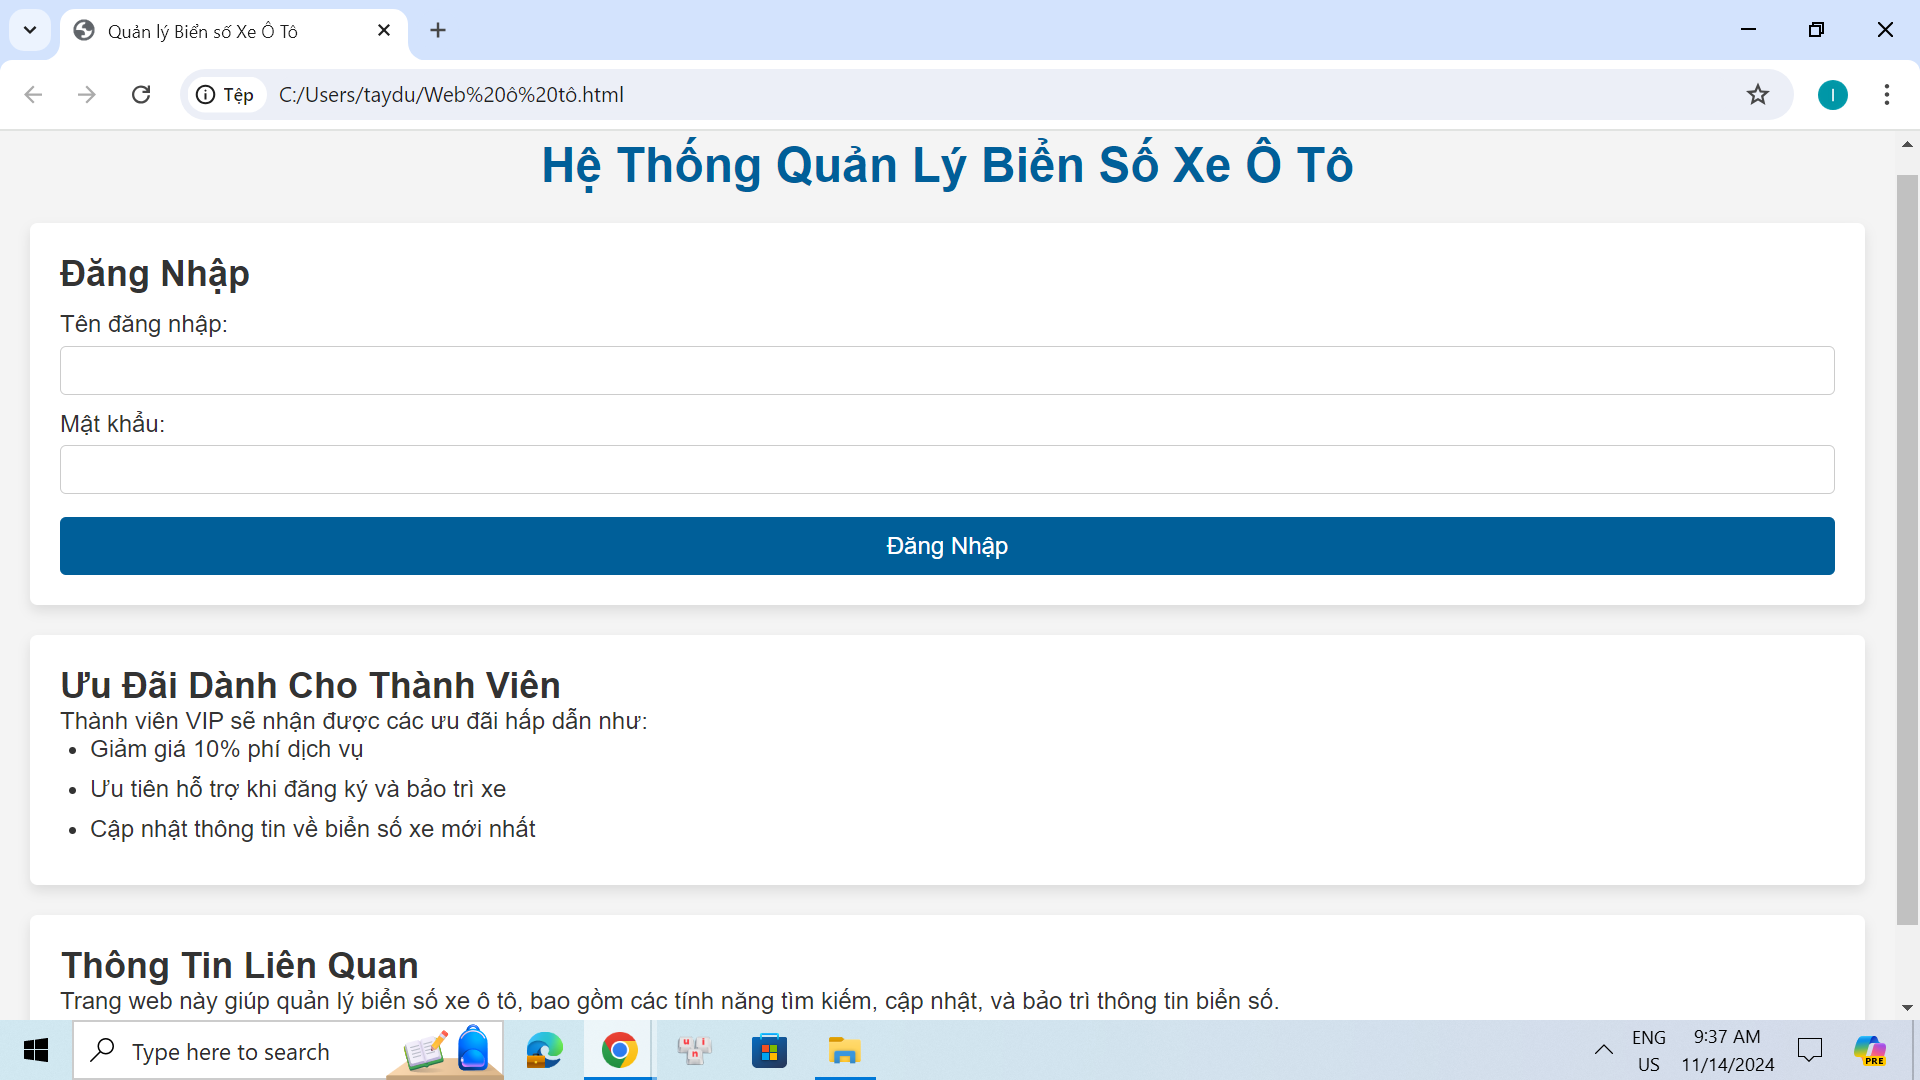 Quản lý Biển số Xe Ô Tô
Tệp
C:/Users/taydu/Web%20ô%20tô.html
I
Hệ Thống Quản Lý Biển Số Xe Ô Tô
Đăng Nhập
Tên đăng nhập:
Mật khẩu:
Đăng Nhập
Ưu Đãi Dành Cho Thành Viên
Thành viên VIP sẽ nhận được các ưu đãi hấp dẫn như:
Giảm giá 10% phí dịch vụ
Ưu tiên hỗ trợ khi đăng ký và bảo trì xe
Cập nhật thông tin về biển số xe mới nhất
Thông Tin Liên Quan
Trang web này giúp quản lý biển số xe ô tô, bao gồm các tính năng tìm kiếm, cập nhật, và bảo trì thông tin biển số.
Type here to search
u n i
ENG
US
9:37 AM
11/14/2024
PRE